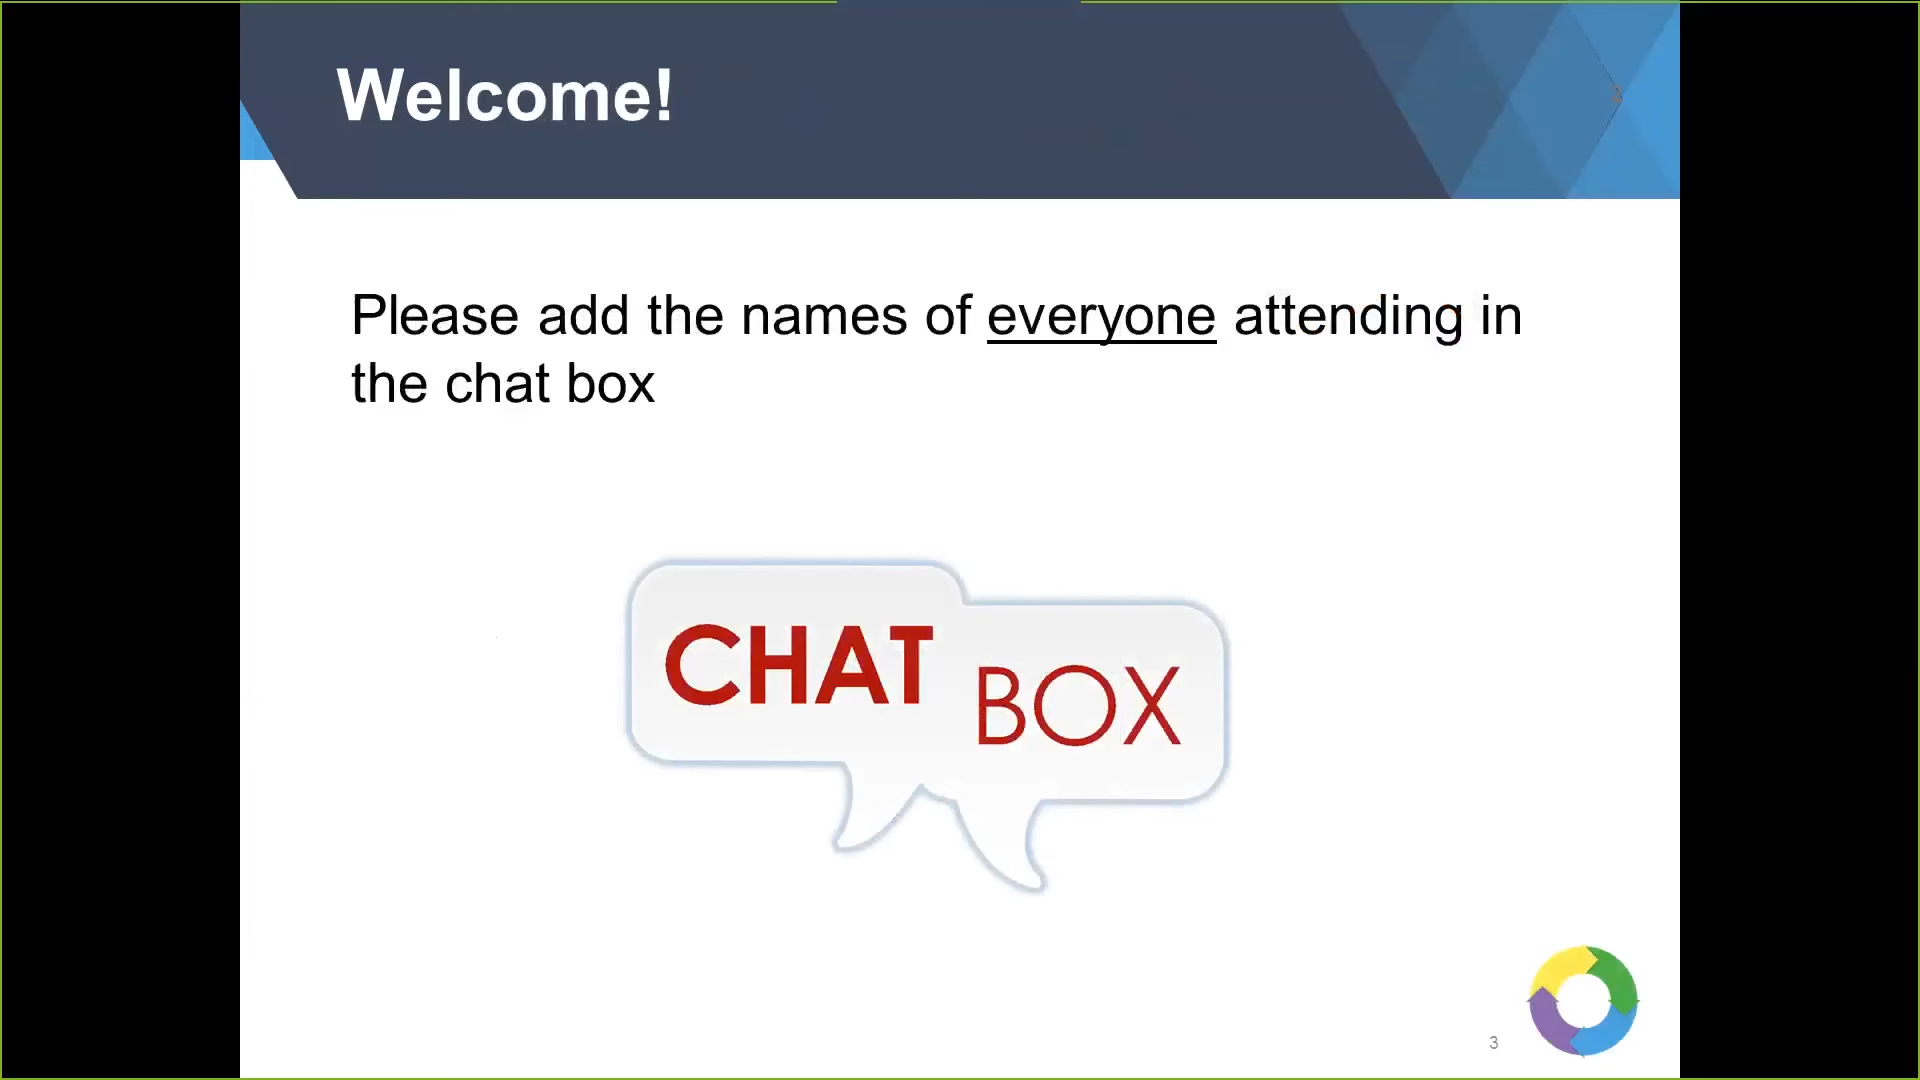 Welcome!
Please add the names of everyone attending in
the chat box
CHAT
BOX
3